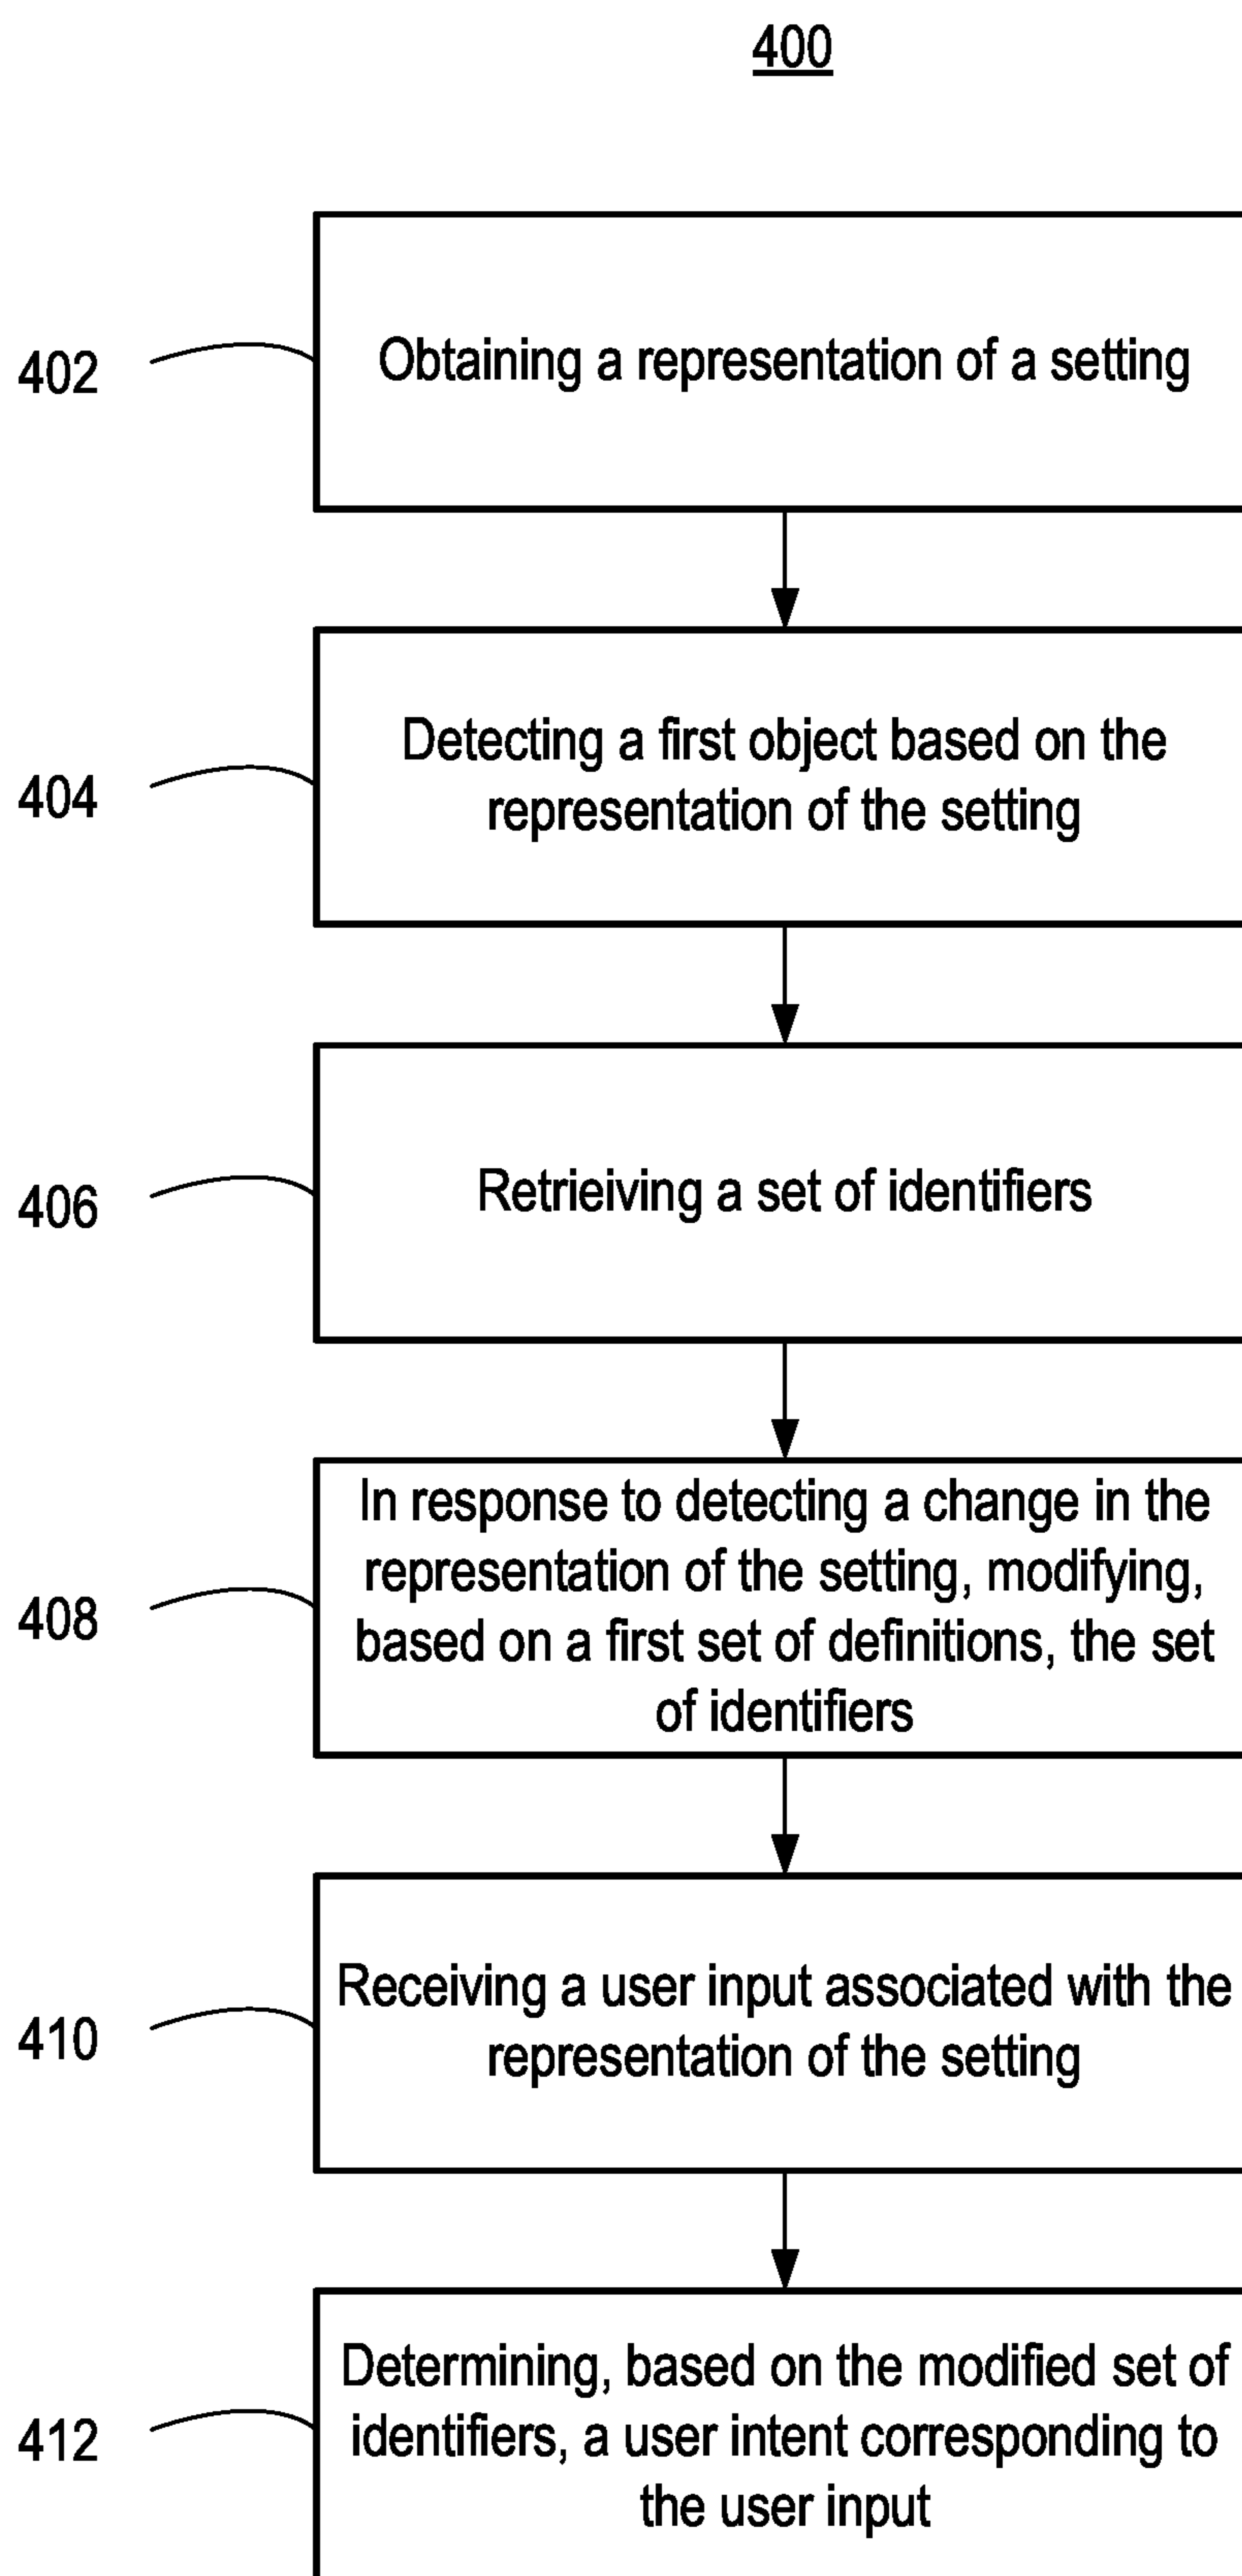 400
402
Obtaining a representation of a setting
404
Detecting a first object based on the
representation of the setting
406
Retrieiving a set of identifiers
408
In response to detecting a change in the
representation of the setting, modifying,
based on a first set of definitions, the set
of identifiers
410
Receiving a user input associated with the
representation of the setting
412
Determining, based on the modified set of
identifiers, a user intent corresponding to
the user input